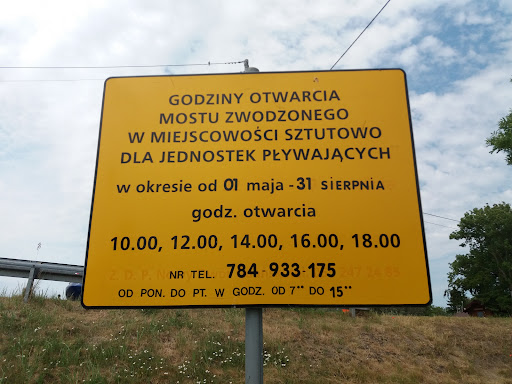 GODZINY OTWARCIA
MOSTU ZWODZONEGO
W MIEJSCOWOŚCI SZTUTOWO
DLA JEDNOSTEK PŁYWAJĄCYCH
w okresie od 01 maja - 31 SIERPNIA
godz. otwarcia
10.00, 12.00, 14.00, 16.00, 18.00
NR TEL. 784-933-175
OD PON. DO PT. W GODZ. OD 7°° DO 15°°